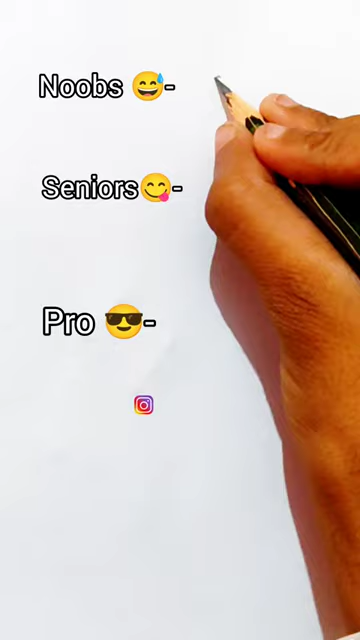 Noobs 😅-
Seniors😋-
Pro 😎-